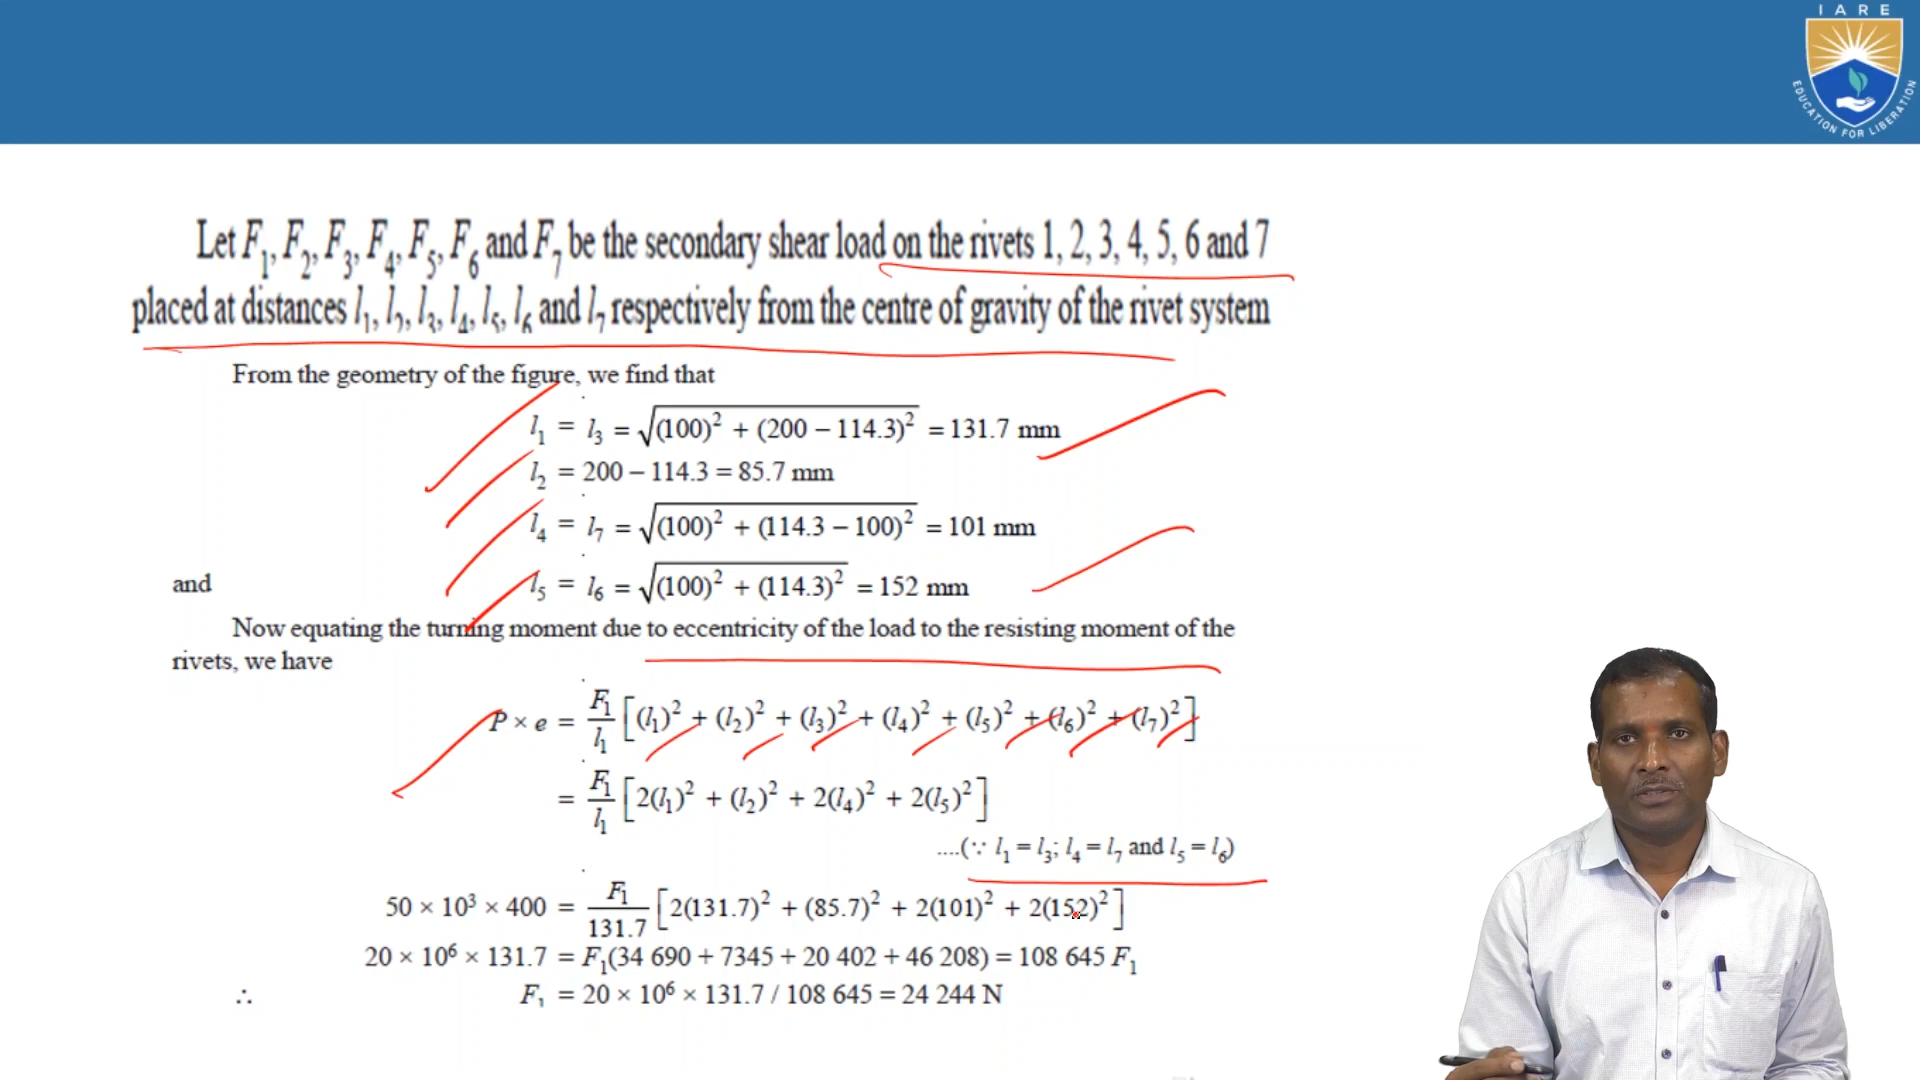 IARE
EDUCATION FOR LIBERATION
Let F₁, F₂, F₃, F₄, F₅, F₆ and F₇ be the secondary shear load on the rivets 1, 2, 3, 4, 5, 6 and 7
placed at distances l₁, l₂, l₃, l₄, l₅, l₆ and l₇ respectively from the centre of gravity of the rivet system
From the geometry of the figure, we find that
l₁ = l₃ = √((100)² + (200 – 114.3)²) = 131.7 mm
l₂ = 200 – 114.3 = 85.7 mm
l₄ = l₇ = √((100)² + (114.3 – 100)²) = 101 mm
and l₅ = l₆ = √((100)² + (114.3)²) = 152 mm
Now equating the turning moment due to eccentricity of the load to the resisting moment of the
rivets, we have
P × e = F₁/l₁ [(l₁)² + (l₂)² + (l₃)² + (l₄)² + (l₅)² + (l₆)² + (l₇)²]
= F₁/l₁ [2(l₁)² + (l₂)² + 2(l₄)² + 2(l₅)²]
....(∵ l₁ = l₃; l₄ = l₇ and l₅ = l₆)
50 × 10³ × 400 = F₁/131.7 [2(131.7)² + (85.7)² + 2(101)² + 2(152)²]
20 × 10⁶ × 131.7 = F₁(34 690 + 7345 + 20 402 + 46 208) = 108 645 F₁
∴ F₁ = 20 × 10⁶ × 131.7 / 108 645 = 24 244 N